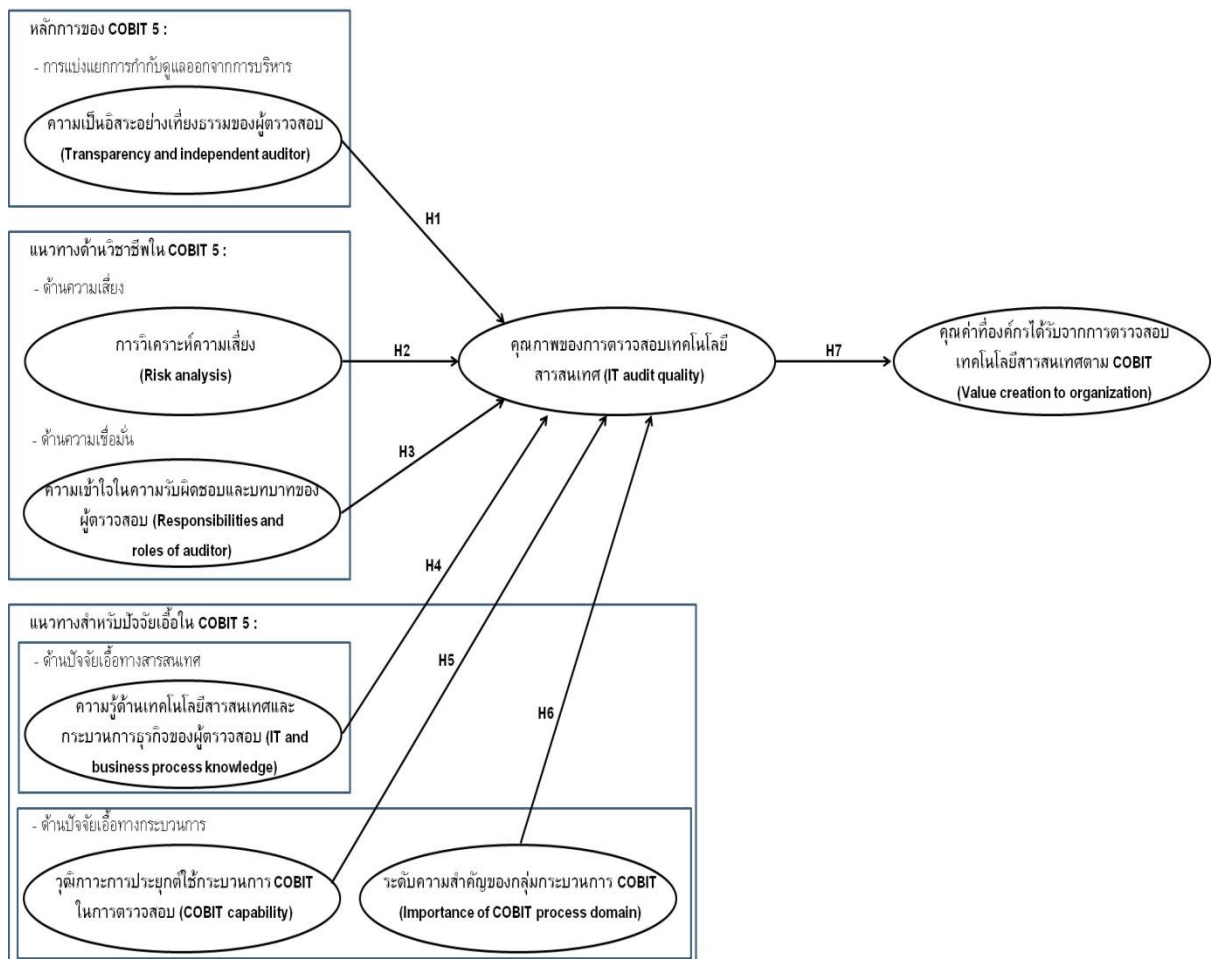 หลักการของ COBIT 5 :
- การแบ่งแยกการกำกับดูแลออกจากการบริหาร
ความเป็นอิสระอย่างเที่ยงธรรมของผู้ตรวจสอบ
(Transparency and independent auditor)
H1
แนวทางด้านวิชาชีพใน COBIT 5 :
- ด้านความเสี่ยง
การวิเคราะห์ความเสี่ยง
(Risk analysis)
H2
- ด้านความเชื่อมั่น
ความเข้าใจในความรับผิดชอบและบทบาทของ
ผู้ตรวจสอบ (Responsibilities and
roles of auditor)
H3
คุณภาพของการตรวจสอบเทคโนโลยี
สารสนเทศ (IT audit quality)
H7
คุณค่าที่องค์กรได้รับจากการตรวจสอบ
เทคโนโลยีสารสนเทศตาม COBIT
(Value creation to organization)
แนวทางสำหรับปัจจัยเอื้อใน COBIT 5 :
- ด้านปัจจัยเอื้อทางสารสนเทศ
ความรู้ด้านเทคโนโลยีสารสนเทศและ
กระบวนการธุรกิจของผู้ตรวจสอบ (IT and
business process knowledge)
H4
H5
H6
- ด้านปัจจัยเอื้อทางกระบวนการ
วุฒิภาวะการประยุกต์ใช้กระบวนการ COBIT
ในการตรวจสอบ (COBIT capability)
ระดับความสำคัญของกลุ่มกระบวนการ COBIT
(Importance of COBIT process domain)